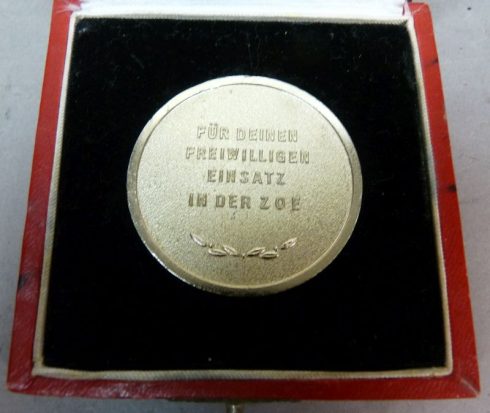 FÜR DEINEN
FREIWILLIGEN
EINSATZ
IN DER ZOE